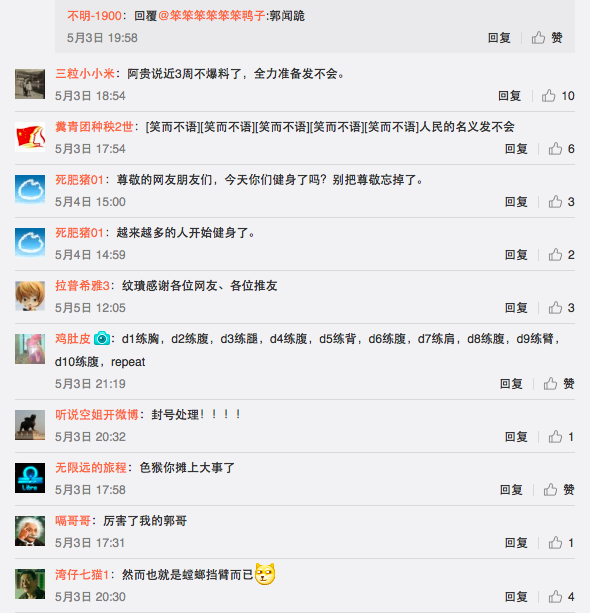 不明-1900：回覆@笨笨笨笨笨笨鸭子:郭闻跪
5月3日 19:58 回复 赞
三粒小小米：阿贵说近3周不爆料了，全力准备发不会。
5月3日 18:54 回复 10
糞青团种秧2世：[笑而不语][笑而不语][笑而不语][笑而不语][笑而不语]人民的名义发不会
5月3日 17:54 回复 6
死肥猪01：尊敬的网友朋友们，今天你们健身了吗？别把尊敬忘掉了。
5月4日 15:00 回复 3
死肥猪01：越来越多的人开始健身了。
5月4日 14:59 回复 2
拉普希雅3：纹瓄感谢各位网友、各位推友
5月5日 12:05 回复 3
鸡肚皮：d1练胸，d2练腹，d3练腿，d4练腹，d5练背，d6练腹，d7练肩，d8练腹，d9练臂，
d10练腹，repeat
5月3日 21:19 回复 赞
听说空姐开微博：封号处理！！！！
5月3日 20:32 回复 1
无限远的旅程：色猴你摊上大事了
5月3日 17:58 回复 赞
Libra
嗝哥哥：厉害了我的郭哥
5月3日 17:31 回复 1
湾仔七猫1：然而也就是螳螂挡臂而已
5月3日 20:30 回复 4